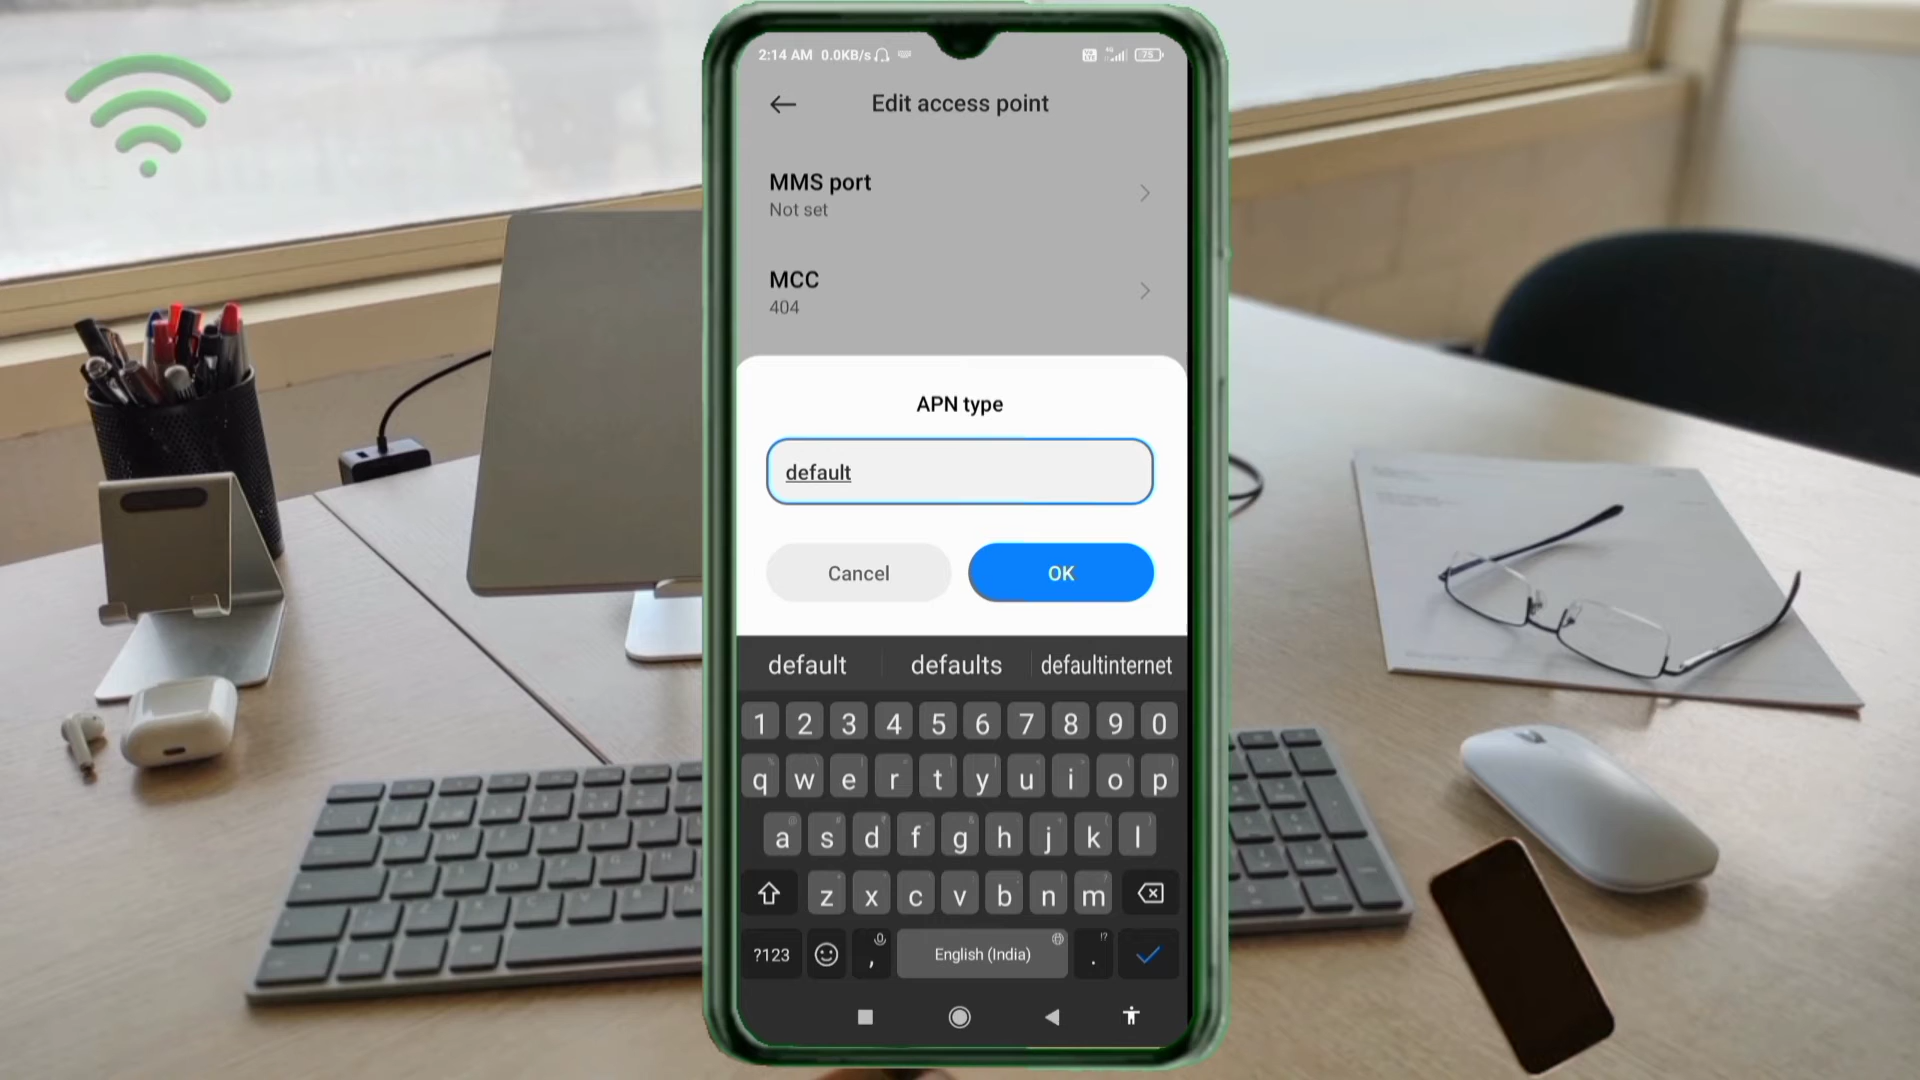 2:14 AM 0.0KB/s 75
Edit access point
MMS port
Not set
MCC
404
APN type
default
Cancel OK
default defaults defaultinternet
1 2 3 4 5 6 7 8 9 0
q w e r t y u i o p
a s d f g h j k l
z x c v b n m
?123 , English (India) . !?